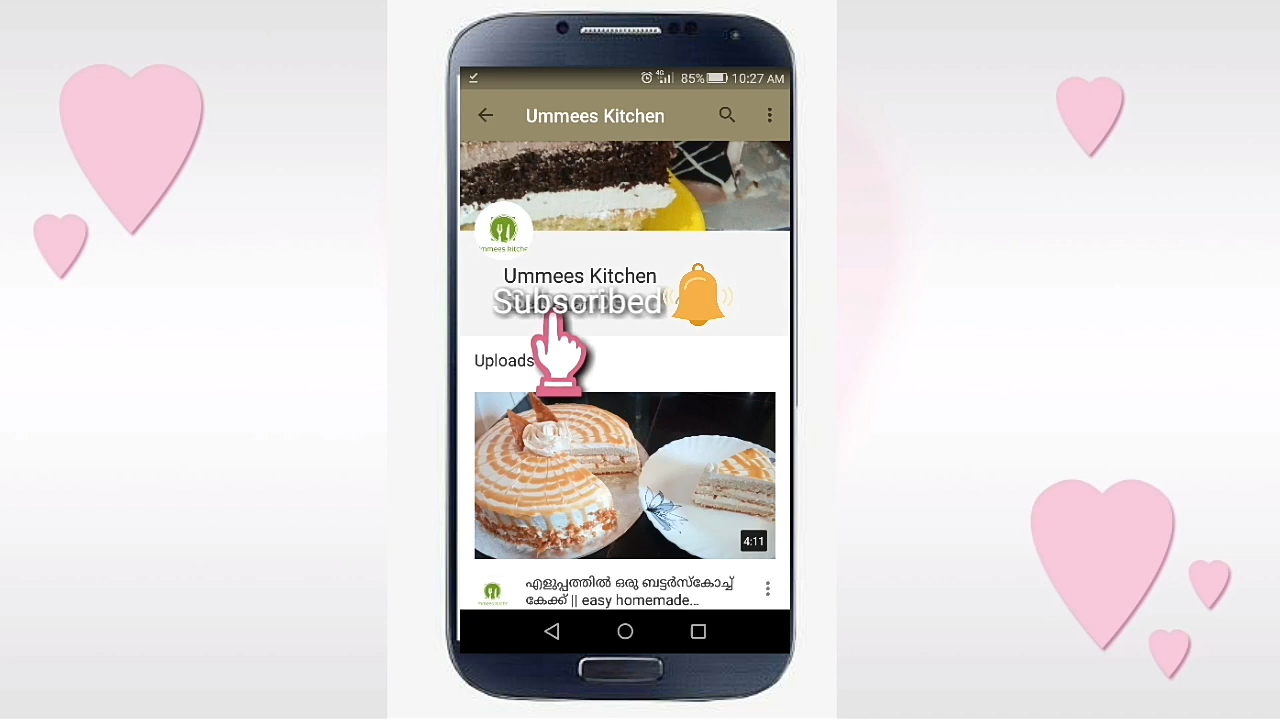 4G 85% 10:27 AM
Ummees Kitchen
Ummees Kitchen
Subscribed
Uploads
4:11
എളുപ്പത്തിൽ ഒരു ബട്ടർസ്കോച്ച്
കേക്ക് || easy homemade...